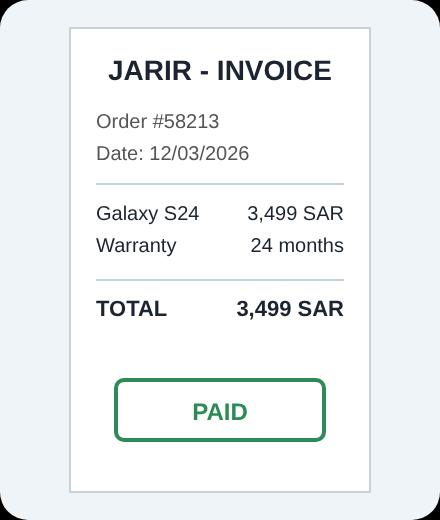 JARIR - INVOICE
Order #58213
Date: 12/03/2026
Galaxy S24 3,499 SAR
Warranty 24 months
TOTAL 3,499 SAR
PAID